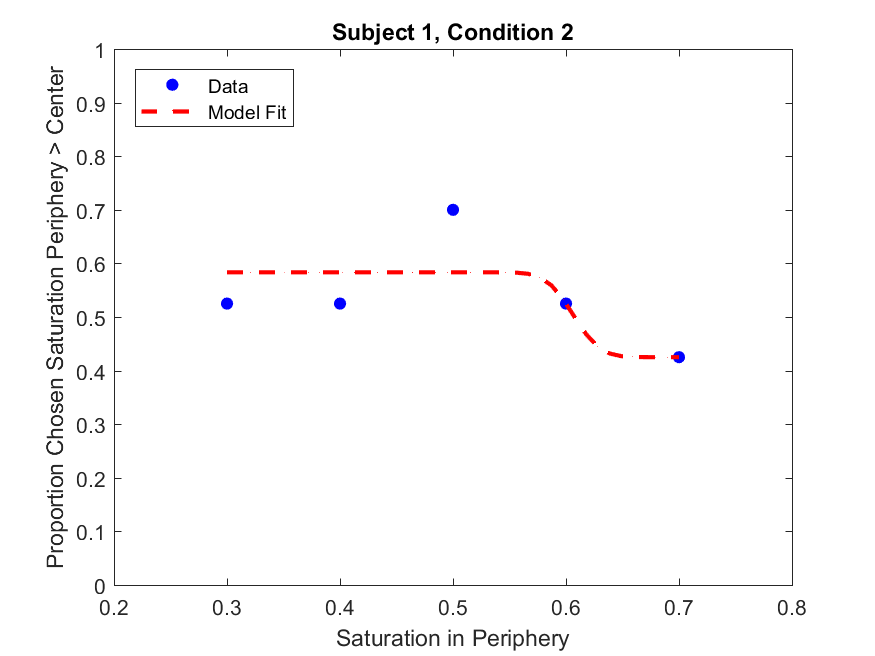 Subject 1, Condition 2
Data
Model Fit
Proportion Chosen Saturation Periphery > Center
1
0.9
0.8
0.7
0.6
0.5
0.4
0.3
0.2
0.1
0
0.2 0.3 0.4 0.5 0.6 0.7 0.8
Saturation in Periphery